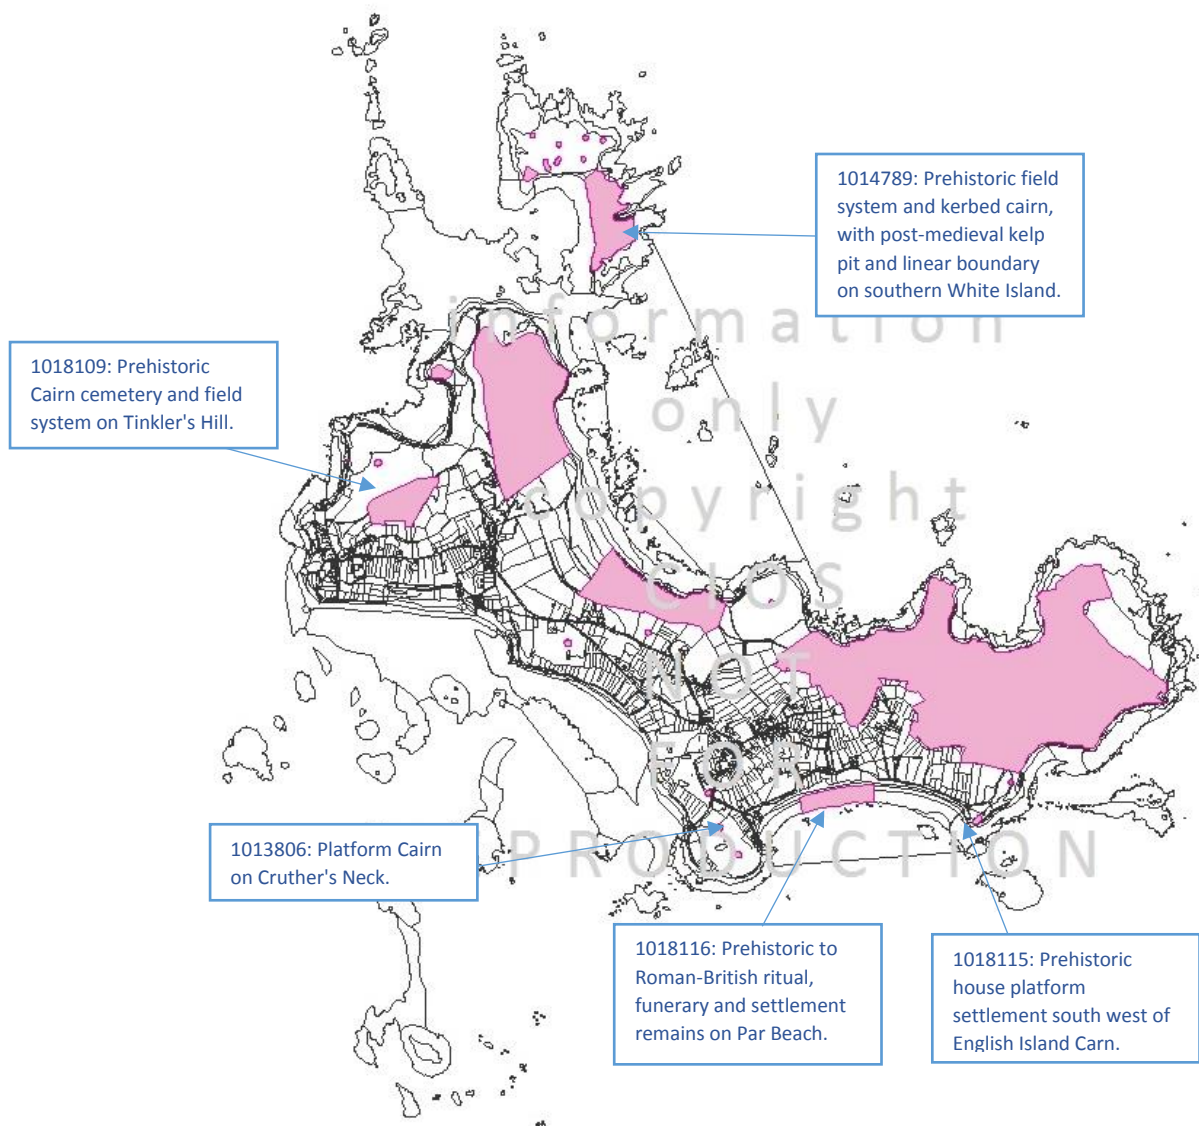 1014789: Prehistoric field
system and kerbed cairn,
with post-medieval kelp
pit and linear boundary
on southern White Island.
information
1018109: Prehistoric
Cairn cemetery and field
system on Tinkler's Hill.
only
copyright
CIOS
NOT
FOR
PRODUCTION
1013806: Platform Cairn
on Cruther's Neck.
1018116: Prehistoric to
Roman-British ritual,
funerary and settlement
remains on Par Beach.
1018115: Prehistoric
house platform
settlement south west of
English Island Carn.